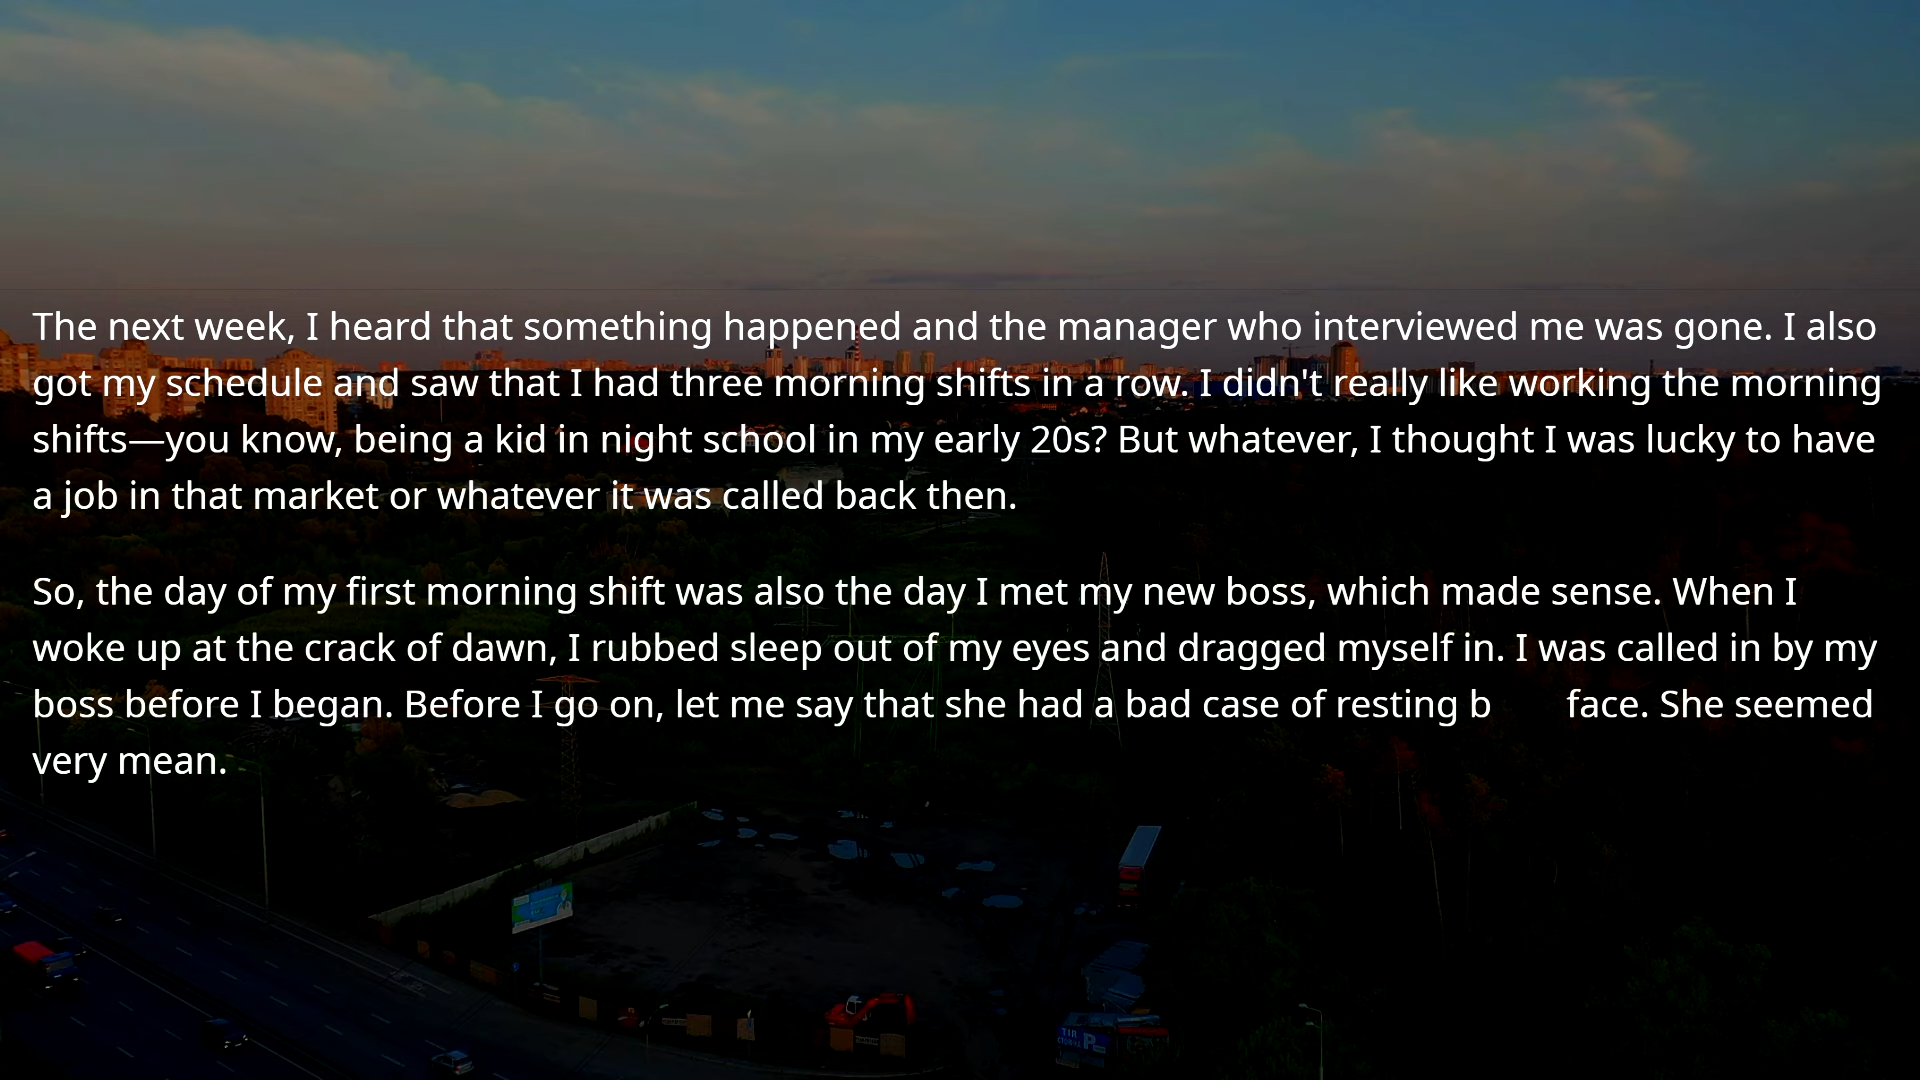 The next week, I heard that something happened and the manager who interviewed me was gone. I also
got my schedule and saw that I had three morning shifts in a row. I didn't really like working the morning
shifts—you know, being a kid in night school in my early 20s? But whatever, I thought I was lucky to have
a job in that market or whatever it was called back then.
So, the day of my first morning shift was also the day I met my new boss, which made sense. When I
woke up at the crack of dawn, I rubbed sleep out of my eyes and dragged myself in. I was called in by my
boss before I began. Before I go on, let me say that she had a bad case of resting b face. She seemed
very mean.
P